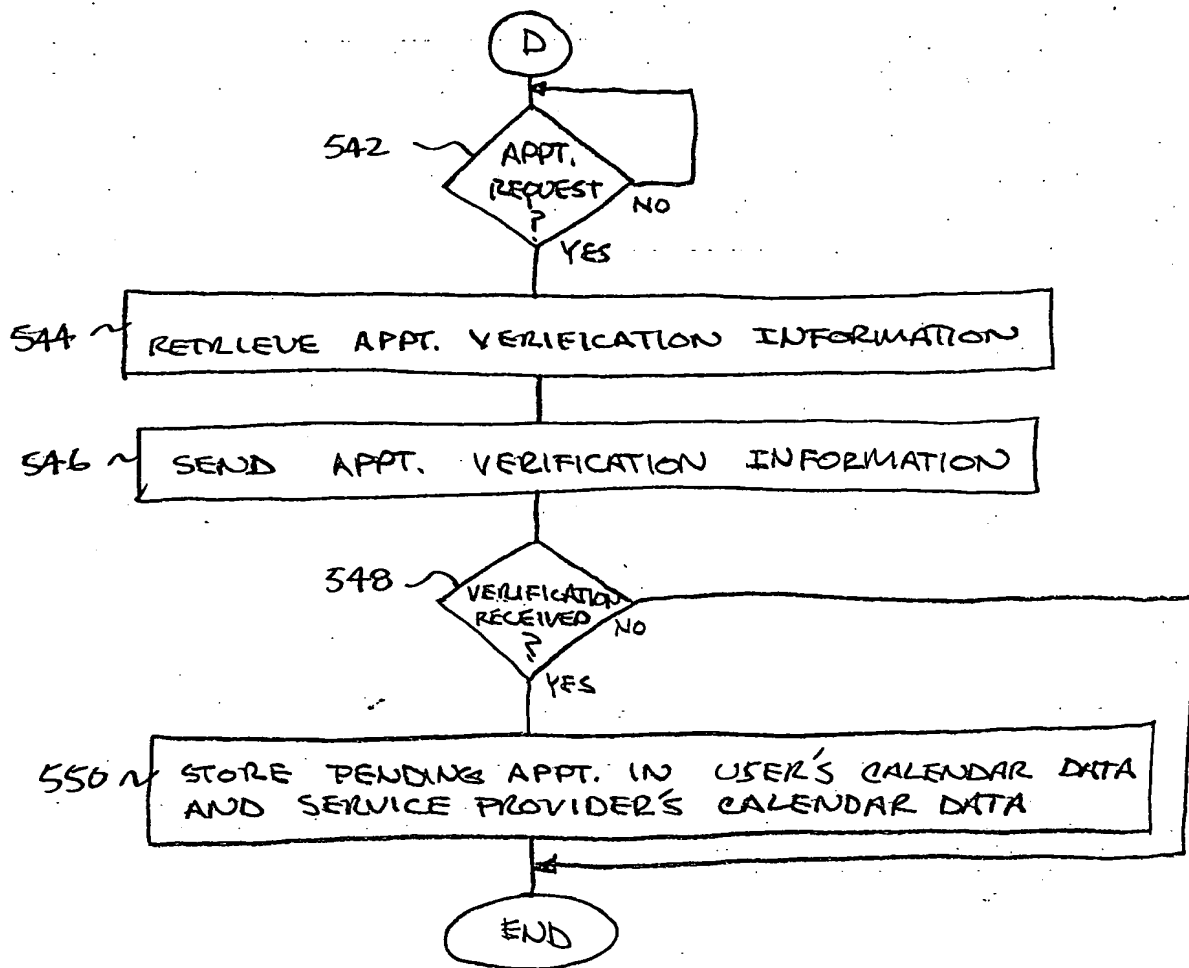 D
542
APPT.
REQUEST
?
NO
YES
544
RETRIEVE APPT. VERIFICATION INFORMATION
546
SEND APPT. VERIFICATION INFORMATION
548
VERIFICATION
RECEIVED
?
NO
YES
550
STORE PENDING APPT. IN USER'S CALENDAR DATA
AND SERVICE PROVIDER'S CALENDAR DATA
END